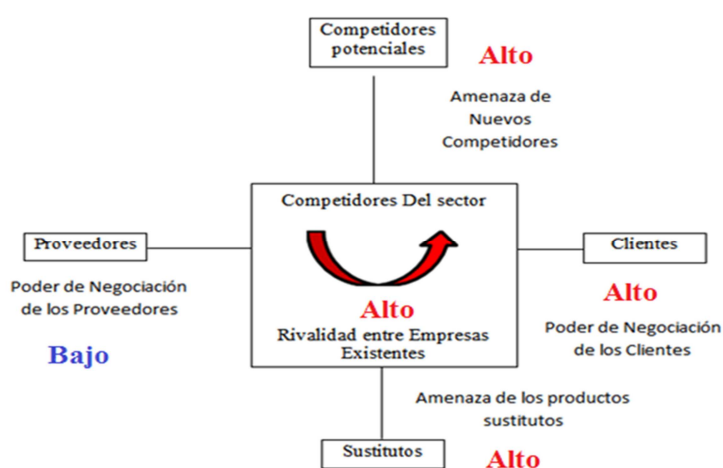 Competidores
potenciales
Alto
Amenaza de
Nuevos
Competidores
Competidores Del sector
Alto
Rivalidad entre Empresas
Existentes
Proveedores
Poder de Negociación
de los Proveedores
Bajo
Clientes
Alto
Poder de Negociación
de los Clientes
Amenaza de los productos
sustitutos
Sustitutos
Alto